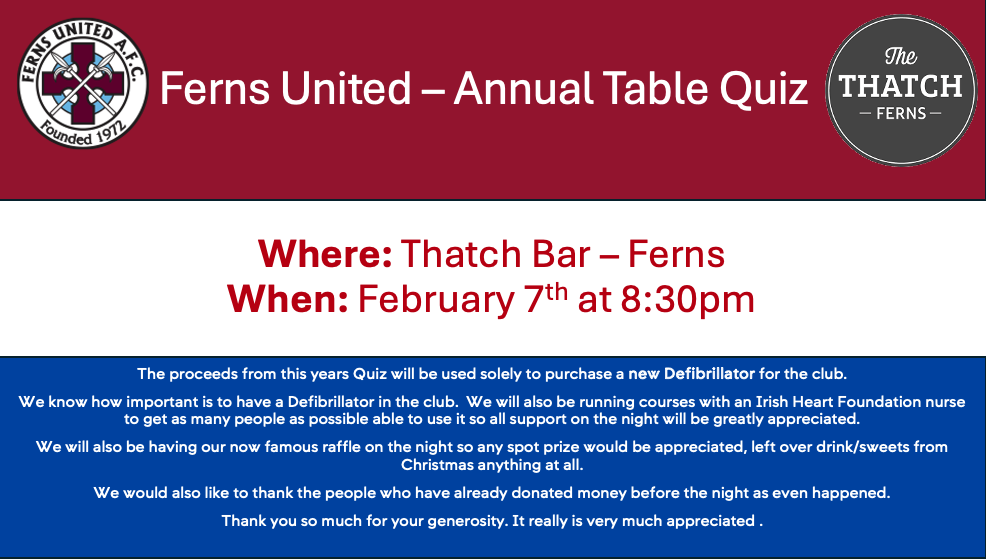 FERNS UNITED A.F.C.
Founded 1972
Ferns United – Annual Table Quiz
The
THATCH
– FERNS –
Where: Thatch Bar – Ferns
When: February 7th at 8:30pm
The proceeds from this years Quiz will be used solely to purchase a new Defibrillator for the club.
We know how important is to have a Defibrillator in the club. We will also be running courses with an Irish Heart Foundation nurse
to get as many people as possible able to use it so all support on the night will be greatly appreciated.
We will also be having our now famous raffle on the night so any spot prize would be appreciated, left over drink/sweets from
Christmas anything at all.
We would also like to thank the people who have already donated money before the night as even happened.
Thank you so much for your generosity. It really is very much appreciated .